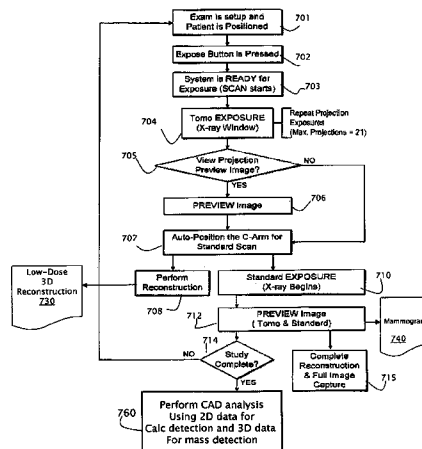 Exam is setup and
Patient is Positioned
701
Expose Button is Pressed
702
System is READY for
Exposure (SCAN starts)
703
Tomo EXPOSURE
(X-ray Window)
704
Repeat Projection
Exposures
(Max. Projections = 21)
705
View Projection
Preview Image?
NO
YES
PREVIEW Image
706
707
Auto-Position the C-Arm for
Standard Scan
Low-Dose
3D
Reconstruction
730
Perform
Reconstruction
708
Standard EXPOSURE
(X-ray Begins)
710
712
PREVIEW Image
( Tomo & Standard)
Mammogram
740
714
NO
Study
Complete?
YES
Complete
Reconstruction
& Full Image
Capture
715
760
Perform CAD analysis
Using 2D data for
Calc detection and 3D data
For mass detection